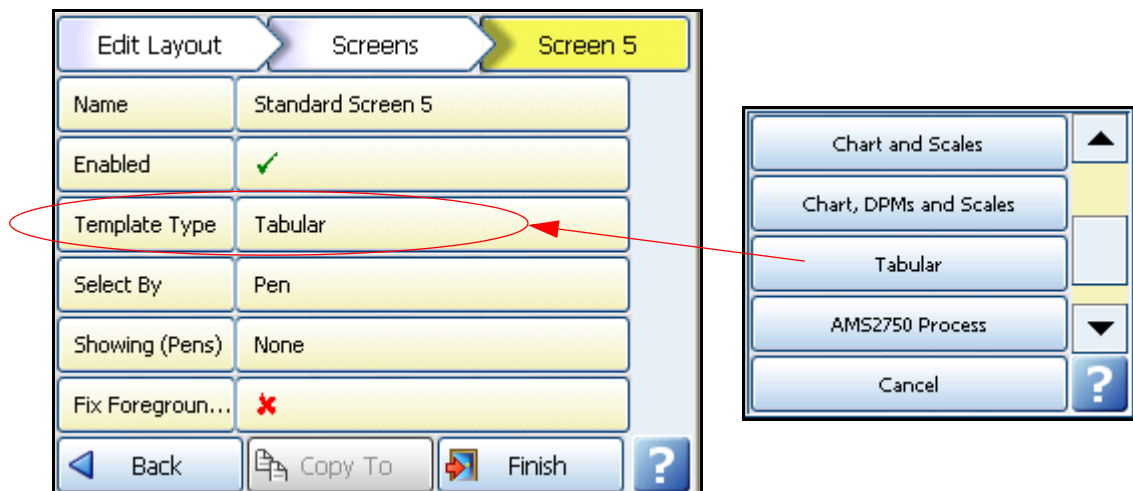 Edit Layout Screens Screen 5
Name Standard Screen 5
Enabled
Template Type Tabular
Select By Pen
Showing (Pens) None
Fix Foregroun...
Back Copy To Finish ?
Chart and Scales
Chart, DPMs and Scales
Tabular
AMS2750 Process
Cancel ?